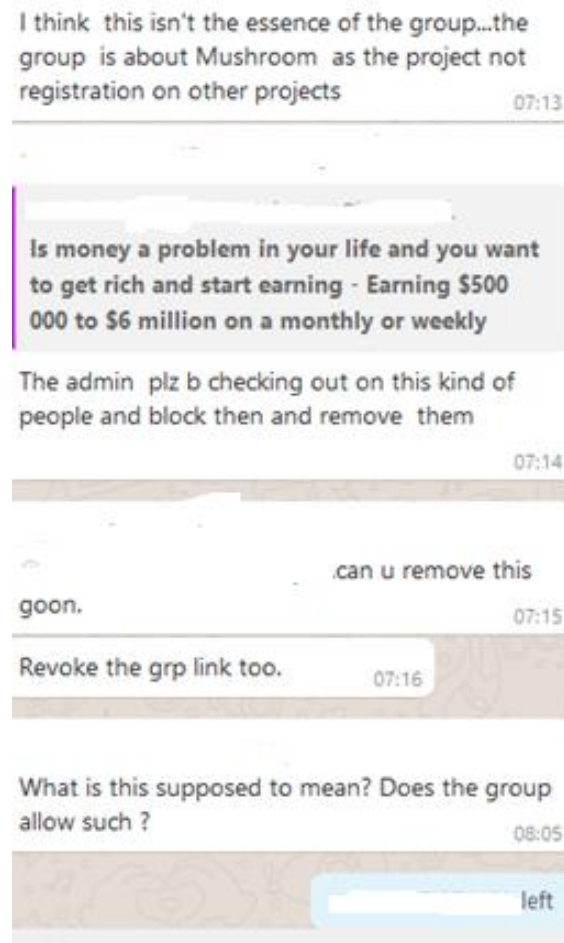 I think this isn't the essence of the group...the
group is about Mushroom as the project not
registration on other projects
07:13
Is money a problem in your life and you want
to get rich and start earning - Earning $500
000 to $6 million on a monthly or weekly
The admin plz b checking out on this kind of
people and block then and remove them
07:14
.can u remove this
goon.
07:15
Revoke the grp link too.
07:16
What is this supposed to mean? Does the group
allow such ?
08:05
left